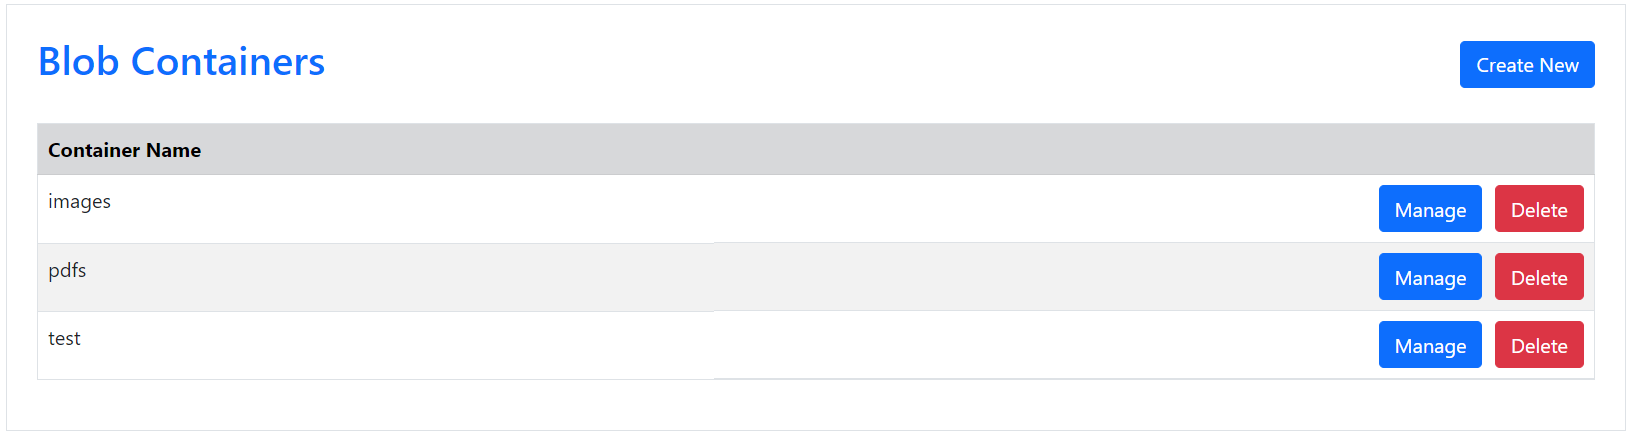 Blob Containers
Create New
Container Name
images Manage Delete
pdfs Manage Delete
test Manage Delete